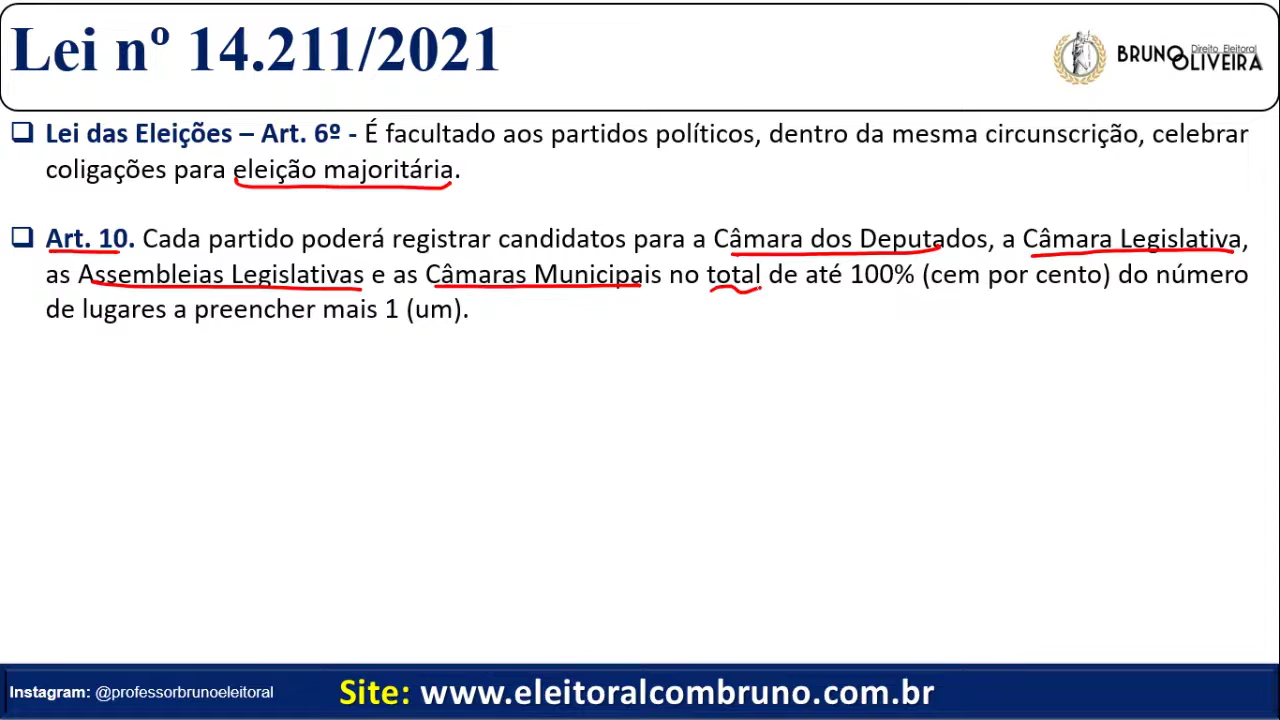 Lei nº 14.211/2021
BRUNO Direito Eleitoral
OLIVEIRA
Lei das Eleições – Art. 6º - É facultado aos partidos políticos, dentro da mesma circunscrição, celebrar
coligações para eleição majoritária.
Art. 10. Cada partido poderá registrar candidatos para a Câmara dos Deputados, a Câmara Legislativa,
as Assembleias Legislativas e as Câmaras Municipais no total de até 100% (cem por cento) do número
de lugares a preencher mais 1 (um).
Instagram: @professorbrunoeleitoral
Site: www.eleitoralcombruno.com.br